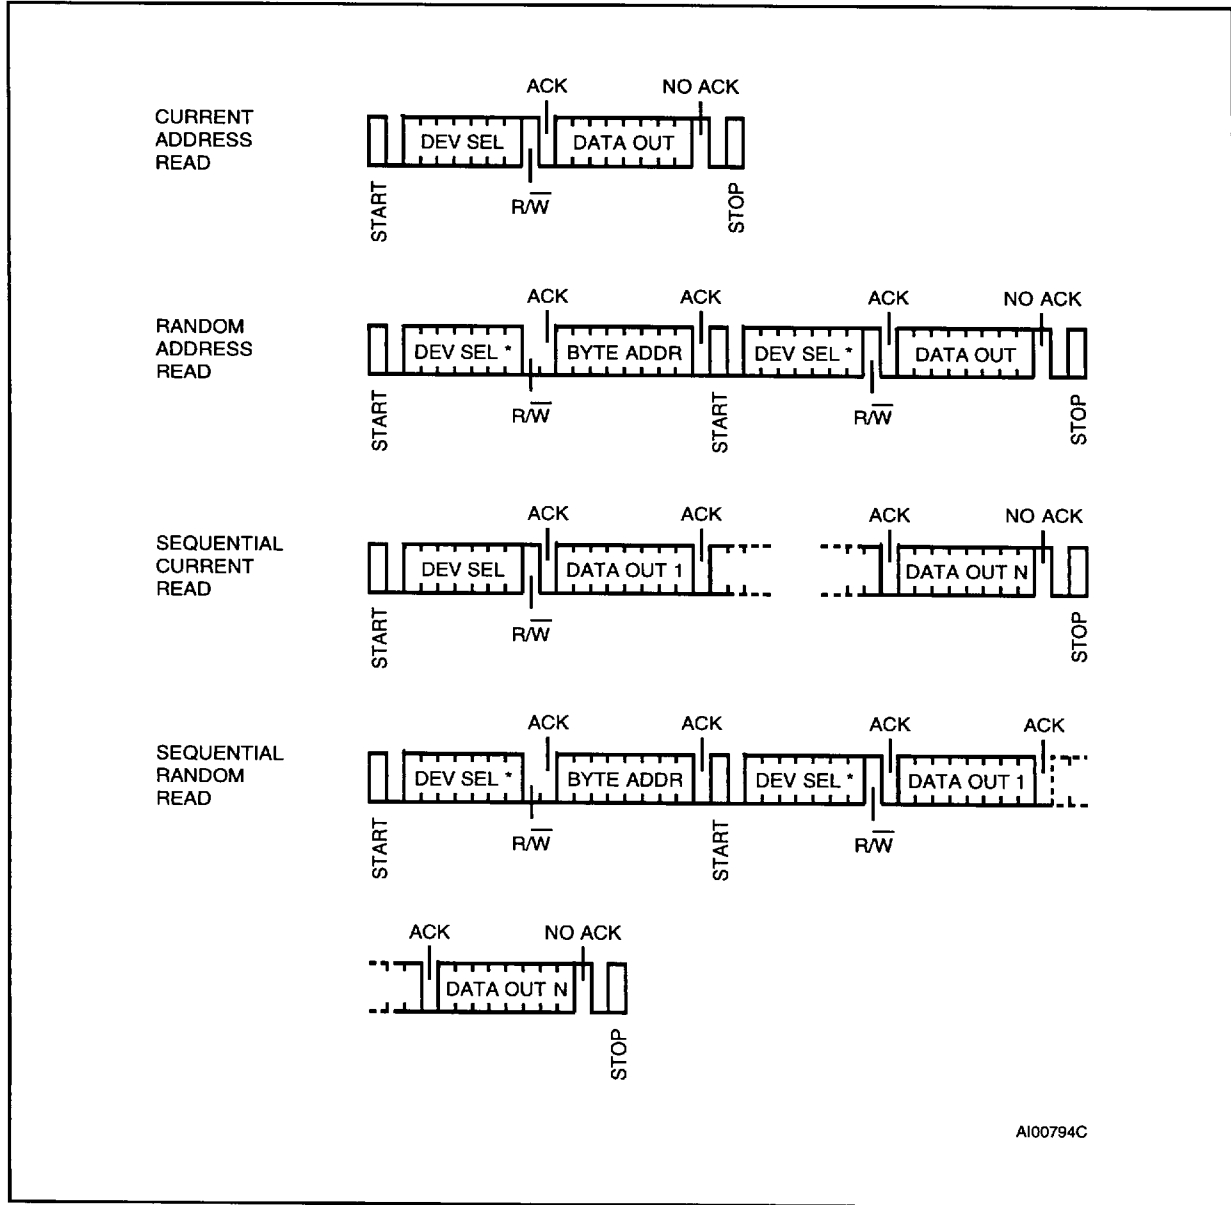 ACK NO ACK
CURRENT
ADDRESS
READ
DEV SEL DATA OUT
R/W̅
START STOP
ACK ACK ACK NO ACK
RANDOM
ADDRESS
READ
DEV SEL * BYTE ADDR DEV SEL * DATA OUT
R/W̅ R/W̅
START START STOP
ACK ACK ACK NO ACK
SEQUENTIAL
CURRENT
READ
DEV SEL DATA OUT 1 DATA OUT N
R/W̅
START STOP
ACK ACK ACK ACK
SEQUENTIAL
RANDOM
READ
DEV SEL * BYTE ADDR DEV SEL * DATA OUT 1
R/W̅ R/W̅
START START
ACK NO ACK
DATA OUT N
STOP
AI00794C